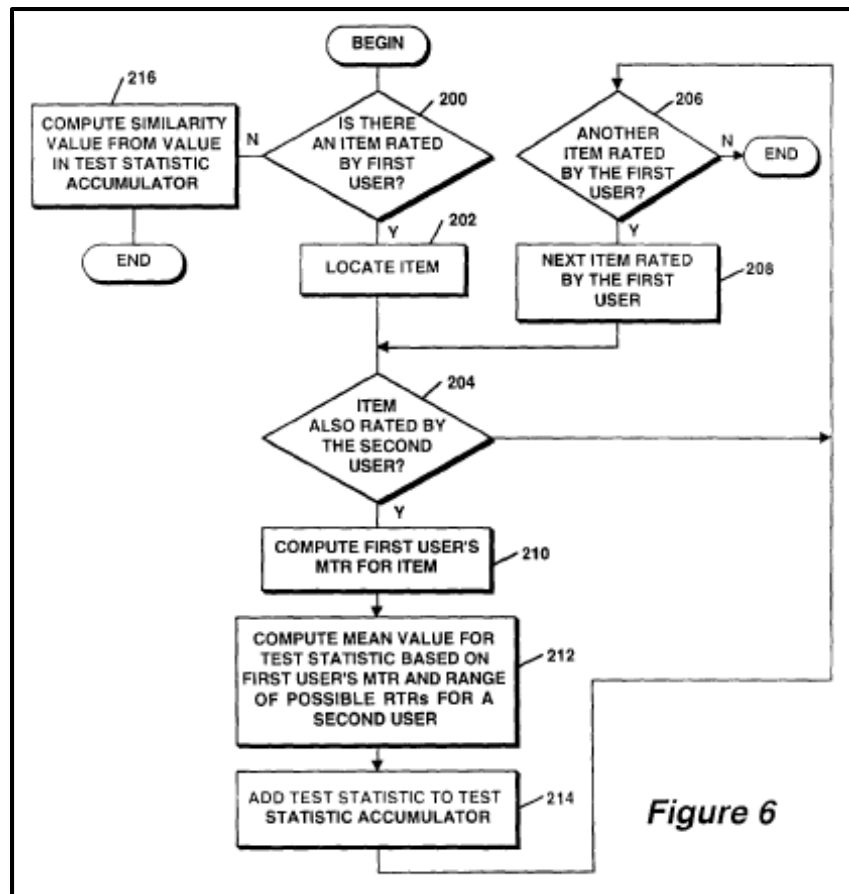 BEGIN
216
COMPUTE SIMILARITY
VALUE FROM VALUE
IN TEST STATISTIC
ACCUMULATOR
N
200
IS THERE
AN ITEM RATED
BY FIRST
USER?
206
ANOTHER
ITEM RATED
BY THE FIRST
USER?
N
END
Y
202
LOCATE ITEM
END
Y
NEXT ITEM RATED
BY THE FIRST
USER
208
204
ITEM
ALSO RATED BY
THE SECOND
USER?
Y
COMPUTE FIRST USER'S
MTR FOR ITEM
210
COMPUTE MEAN VALUE FOR
TEST STATISTIC BASED ON
FIRST USER'S MTR AND RANGE
OF POSSIBLE RTRs FOR A
SECOND USER
212
ADD TEST STATISTIC TO TEST
STATISTIC ACCUMULATOR
214
Figure 6